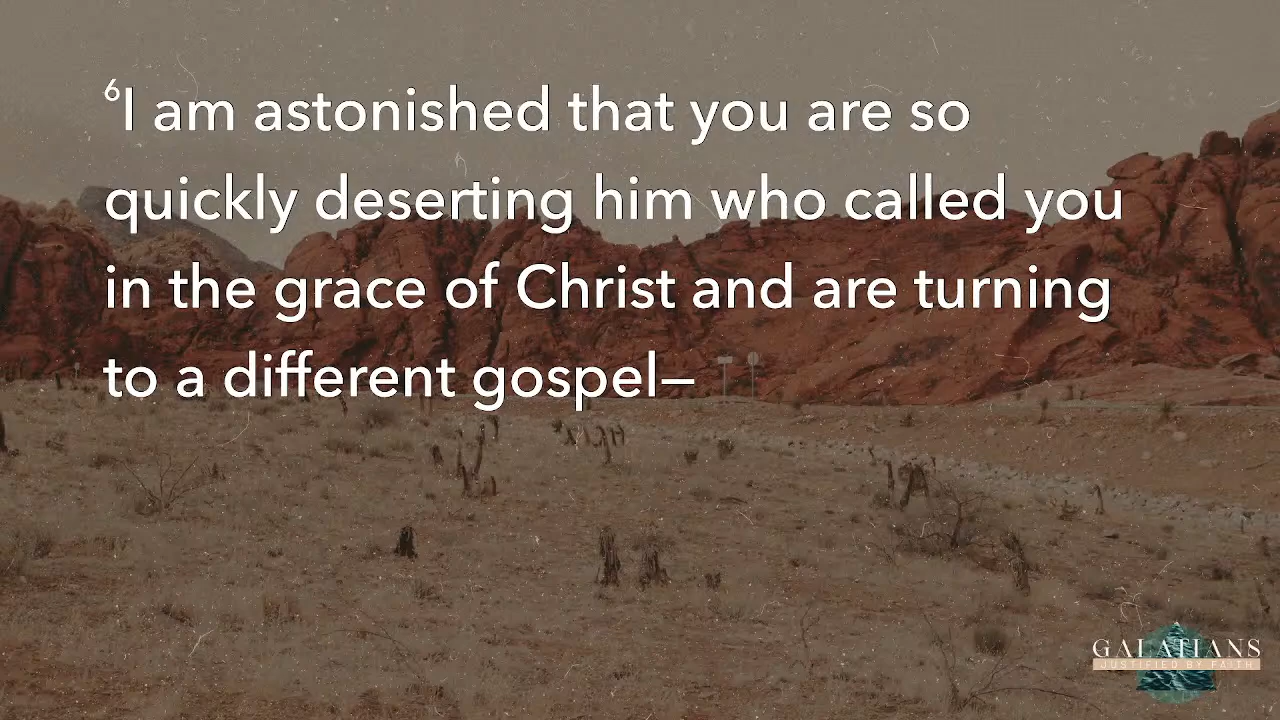 ⁶I am astonished that you are so
quickly deserting him who called you
in the grace of Christ and are turning
to a different gospel—
GALATIANS
JUSTIFIED BY FAITH